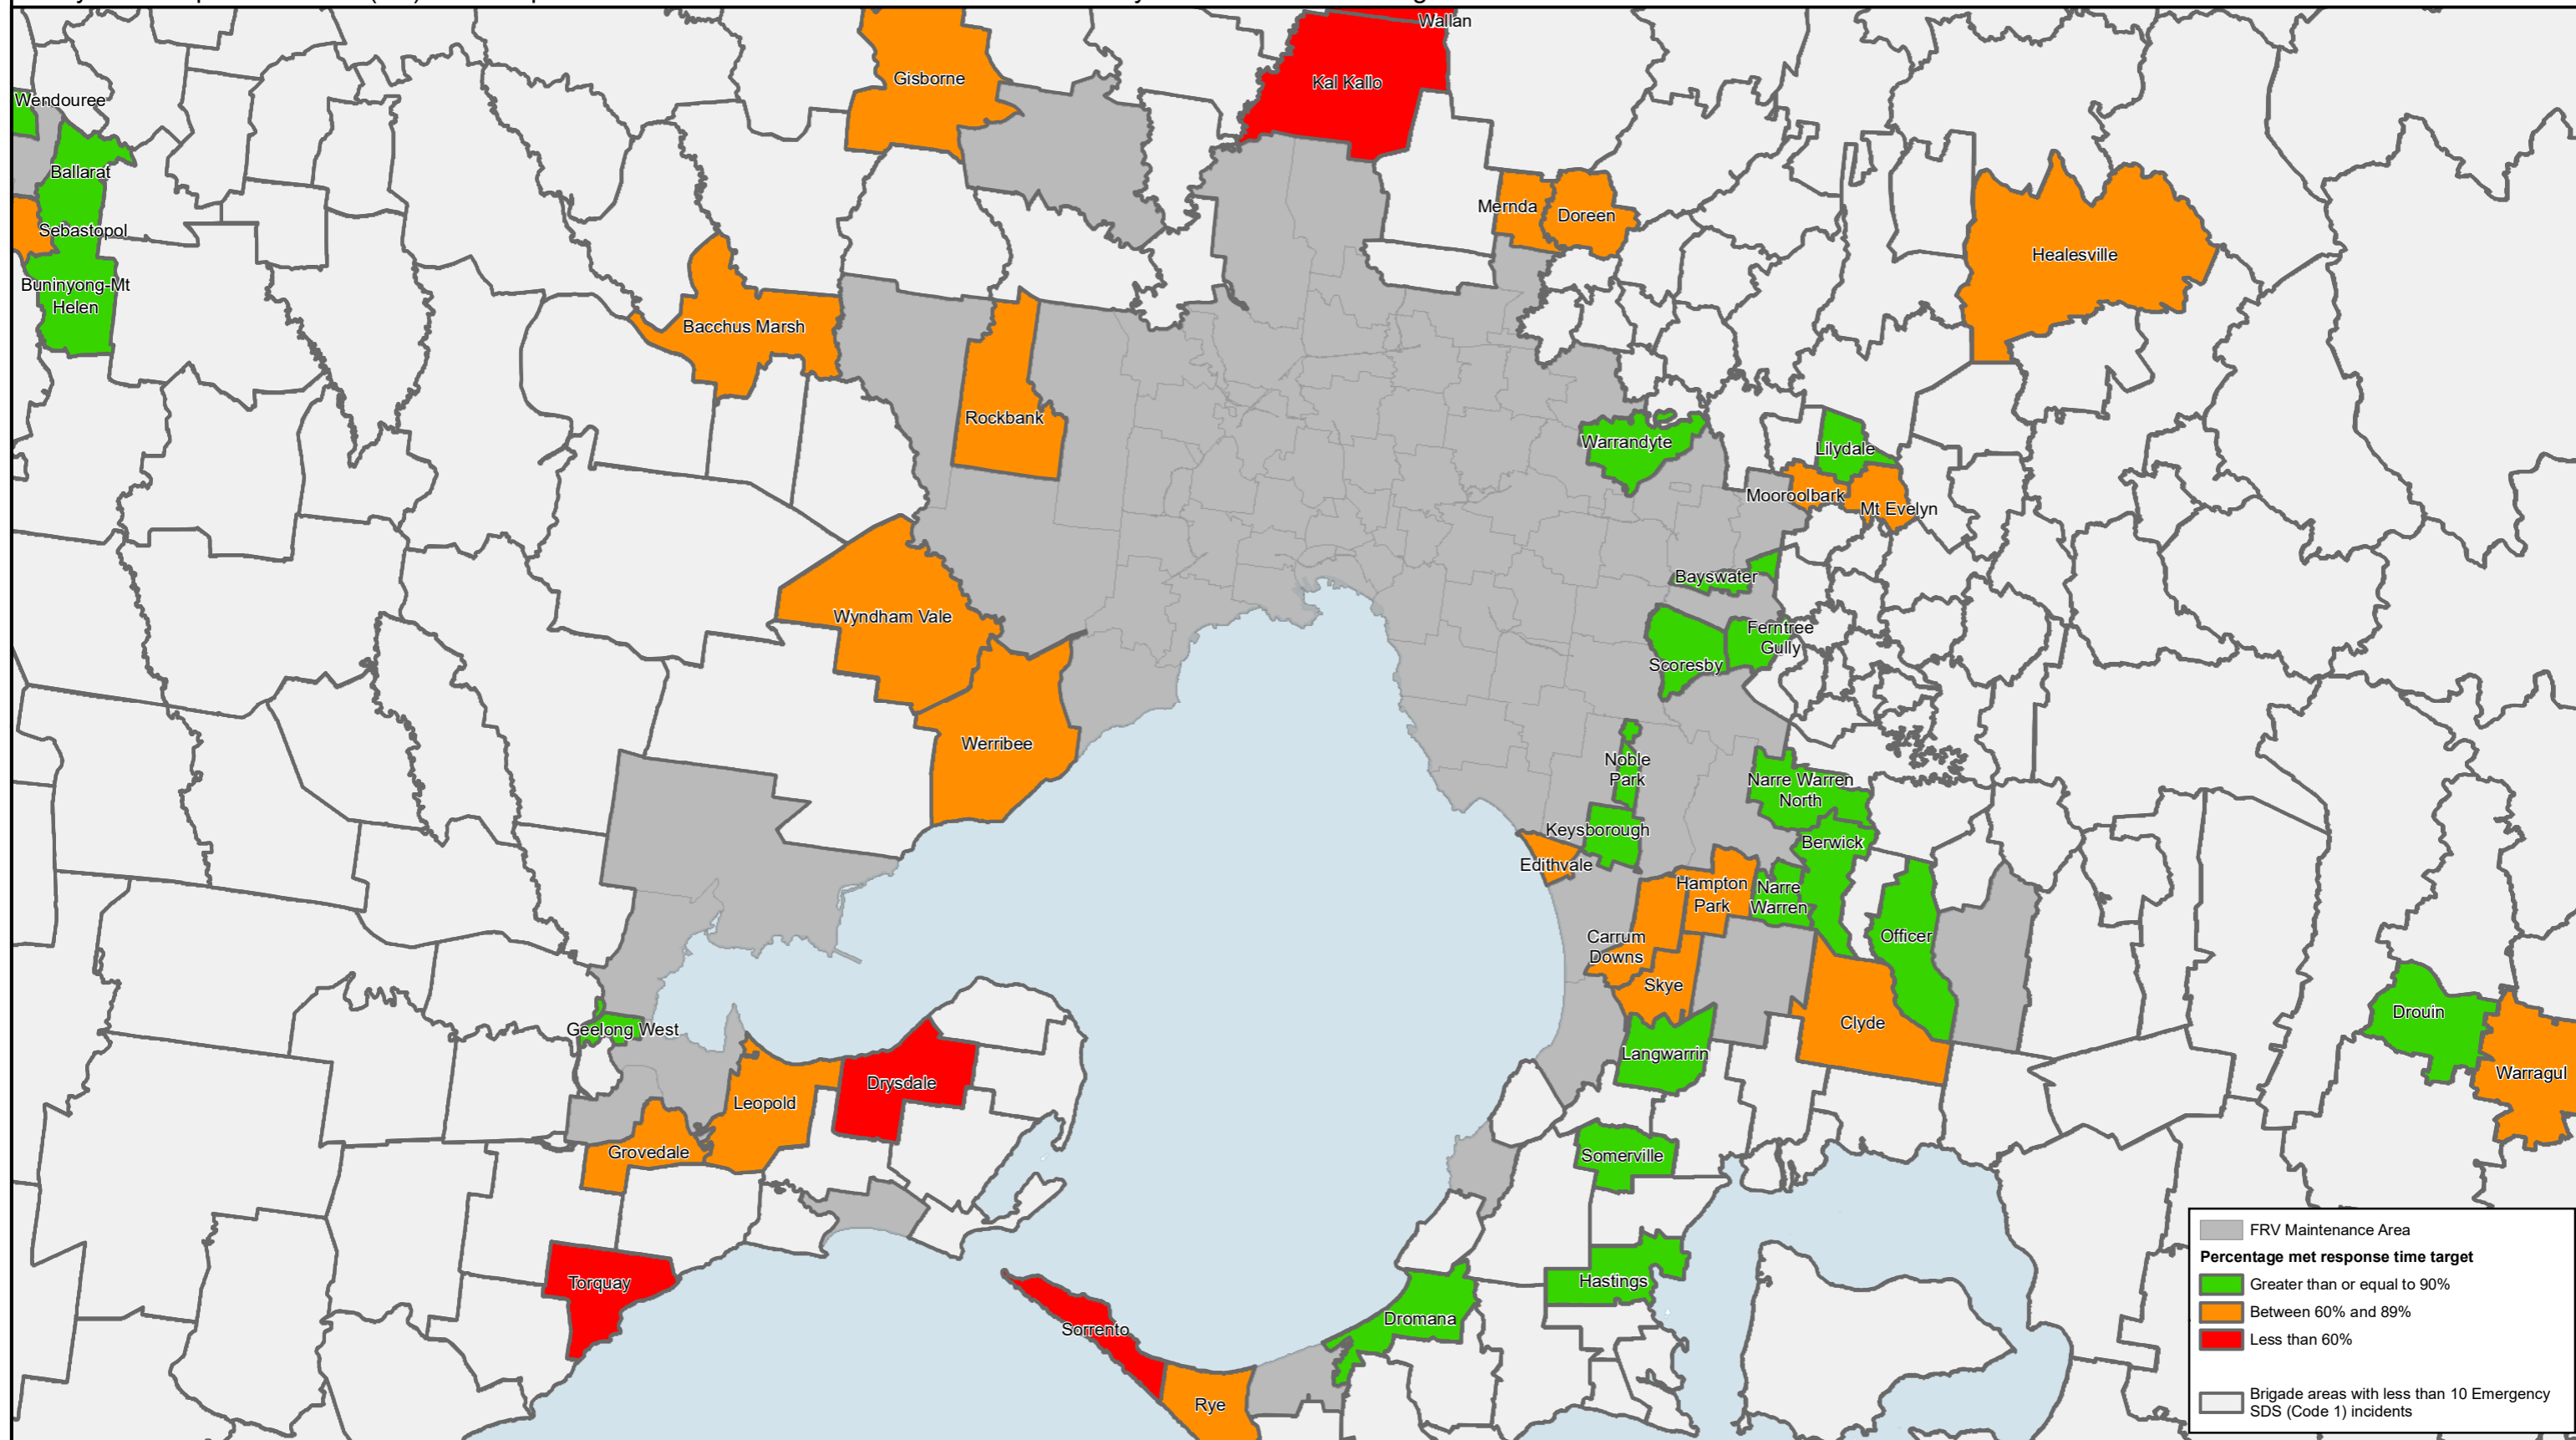 Wallan
Gisborne
Kal Kallo
Wendouree
Ballarat
Mernda
Doreen
Sebastopol
Healesville
Buninyong-Mt
Helen
Bacchus Marsh
Rockbank
Warrandyte
Lilydale
Mooroolbark
Mt Evelyn
Bayswater
Wyndham Vale
Ferntree
Gully
Scoresby
Werribee
Noble
Park
Narre Warren
North
Keysborough
Berwick
Edithvale
Hampton
Park
Narre
Warren
Carrum
Downs
Officer
Skye
Clyde
Drouin
Geelong West
Langwarrin
Warragul
Drysdale
Leopold
Grovedale
Somerville
Torquay
Hastings
Dromana
Sorrento
Rye
FRV Maintenance Area
Percentage met response time target
Greater than or equal to 90%
Between 60% and 89%
Less than 60%
Brigade areas with less than 10 Emergency
SDS (Code 1) incidents